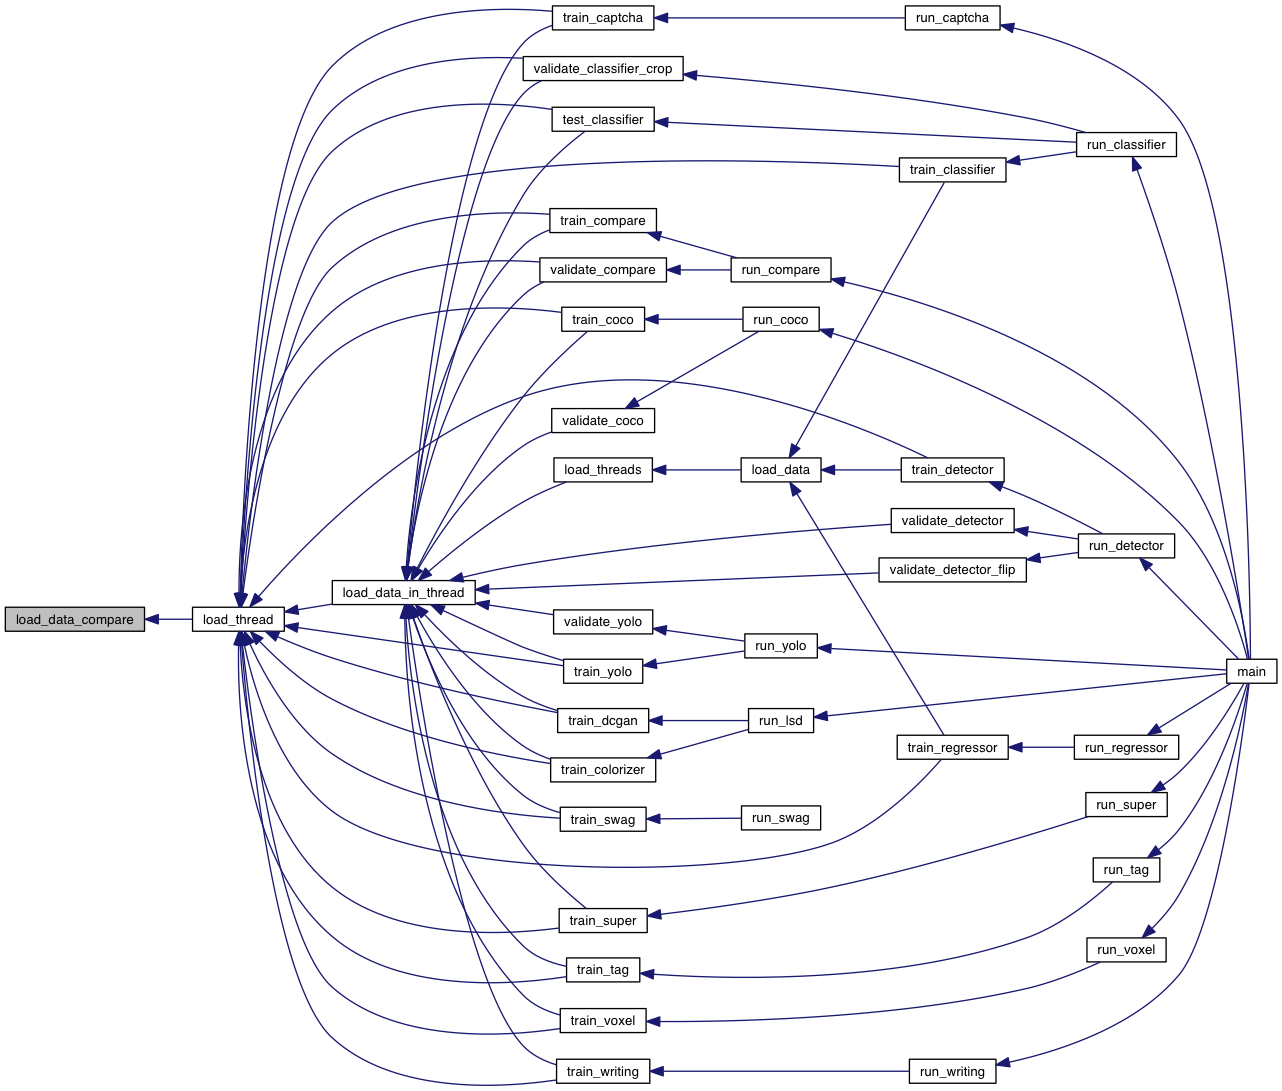 train_captcha
run_captcha
validate_classifier_crop
test_classifier
run_classifier
train_classifier
train_compare
validate_compare
run_compare
train_coco
run_coco
validate_coco
load_threads
load_data
train_detector
validate_detector
run_detector
validate_detector_flip
load_data_in_thread
load_data_compare
load_thread
validate_yolo
run_yolo
train_yolo
main
train_dcgan
run_lsd
train_regressor
run_regressor
train_colorizer
run_super
train_swag
run_swag
run_tag
train_super
run_voxel
train_tag
train_voxel
train_writing
run_writing